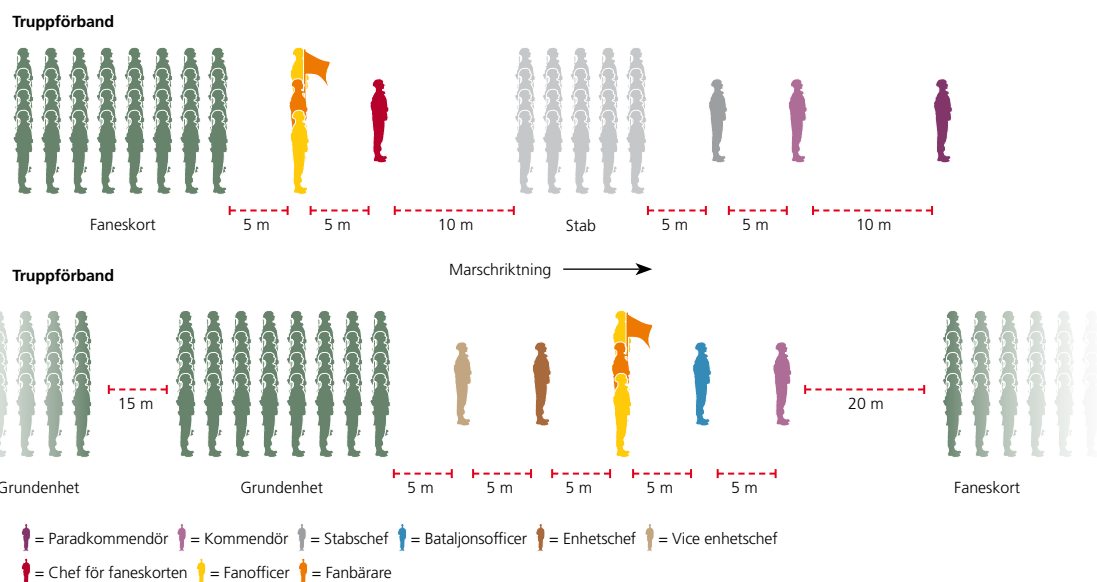 Truppförband
Faneskort 5 m 5 m 10 m Stab 5 m 5 m 10 m
Marschriktning
Truppförband
15 m 20 m
Grundenhet Grundenhet 5 m 5 m 5 m 5 m 5 m Faneskort
= Paradkommendör = Kommendör = Stabschef = Bataljonsofficer = Enhetschef = Vice enhetschef
= Chef för faneskorten = Fanofficer = Fanbärare